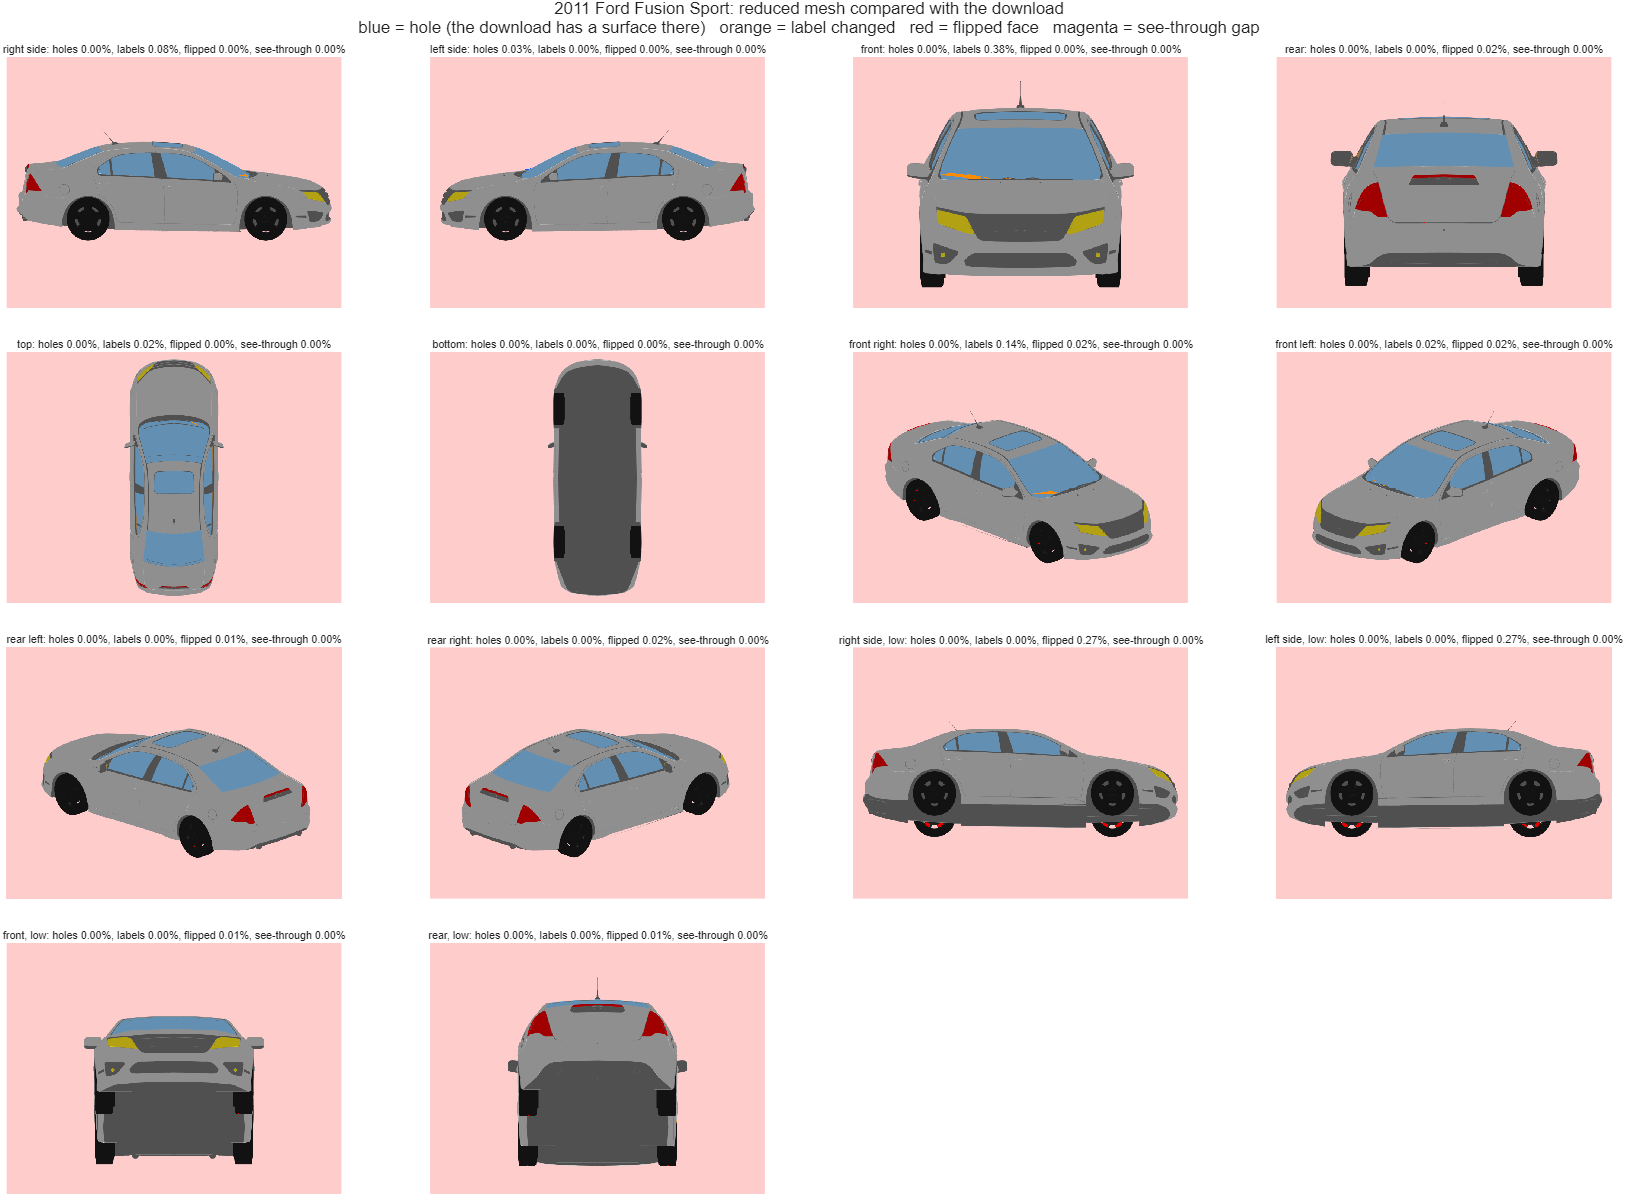 2011 Ford Fusion Sport: reduced mesh compared with the download
blue = hole (the download has a surface there)   orange = label changed   red = flipped face   magenta = see-through gap
right side: holes 0.00%, labels 0.08%, flipped 0.00%, see-through 0.00%
left side: holes 0.03%, labels 0.00%, flipped 0.00%, see-through 0.00%
front: holes 0.00%, labels 0.38%, flipped 0.00%, see-through 0.00%
rear: holes 0.00%, labels 0.00%, flipped 0.02%, see-through 0.00%
top: holes 0.00%, labels 0.02%, flipped 0.00%, see-through 0.00%
bottom: holes 0.00%, labels 0.00%, flipped 0.00%, see-through 0.00%
front right: holes 0.00%, labels 0.14%, flipped 0.02%, see-through 0.00%
front left: holes 0.00%, labels 0.02%, flipped 0.02%, see-through 0.00%
rear left: holes 0.00%, labels 0.00%, flipped 0.01%, see-through 0.00%
rear right: holes 0.00%, labels 0.00%, flipped 0.02%, see-through 0.00%
right side, low: holes 0.00%, labels 0.00%, flipped 0.27%, see-through 0.00%
left side, low: holes 0.00%, labels 0.00%, flipped 0.27%, see-through 0.00%
front, low: holes 0.00%, labels 0.00%, flipped 0.01%, see-through 0.00%
rear, low: holes 0.00%, labels 0.00%, flipped 0.01%, see-through 0.00%